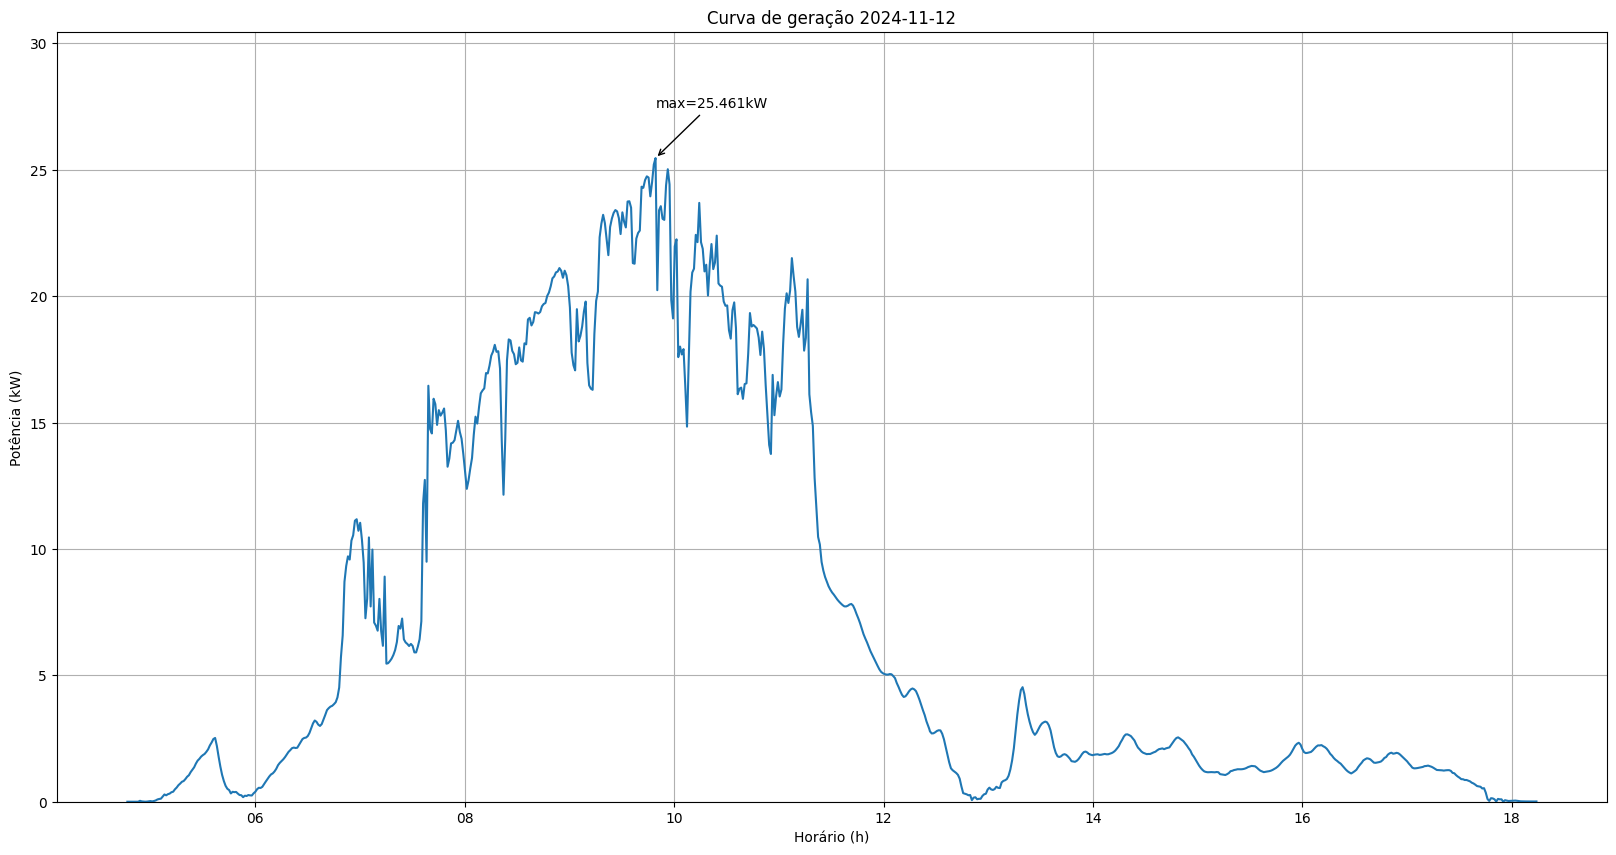 Curva de geração 2024-11-12
30
max=25.461kW
25
20
15
10
5
0
Potência (kW)
06 08 10 12 14 16 18
Horário (h)